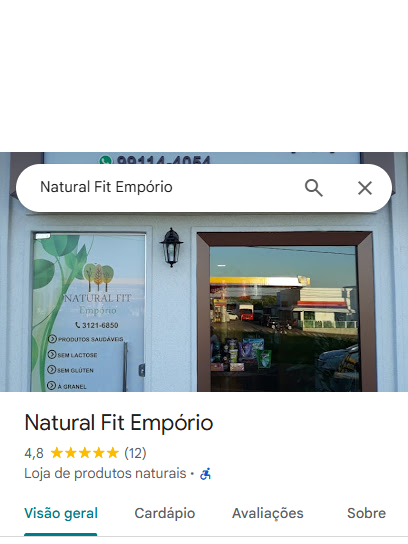 99114-4054
Natural Fit Empório
NATURAL FIT
Empório
3121-6850
PRODUTOS SAUDÁVEIS
SEM LACTOSE
SEM GLÚTEN
À GRANEL
Natural Fit Empório
4,8 ★★★★★ (12)
Loja de produtos naturais ·
Visão geral Cardápio Avaliações Sobre